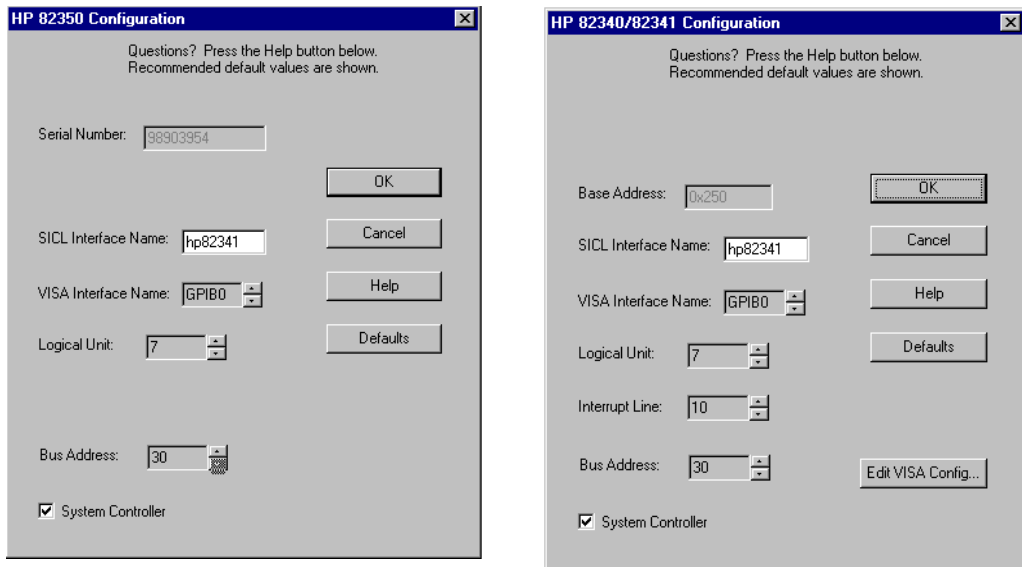 HP 82350 Configuration
Questions? Press the Help button below.
Recommended default values are shown.
Serial Number: 98903954
OK
SICL Interface Name: hp82341
Cancel
VISA Interface Name: GPIB0
Help
Logical Unit: 7
Defaults
Bus Address: 30
System Controller
HP 82340/82341 Configuration
Questions? Press the Help button below.
Recommended default values are shown.
Base Address: 0x250
OK
SICL Interface Name: hp82341
Cancel
VISA Interface Name: GPIB0
Help
Logical Unit: 7
Defaults
Interrupt Line: 10
Bus Address: 30
Edit VISA Config...
System Controller